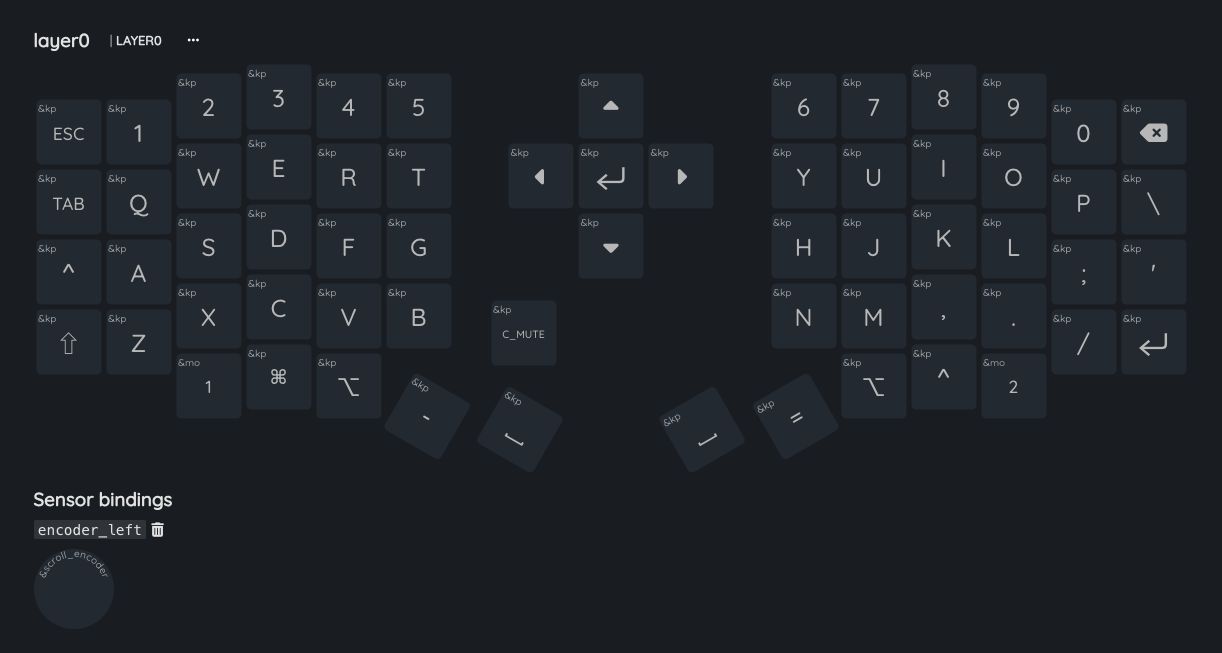 layer0 | LAYER0 ...
&kp ESC &kp 1 &kp 2 &kp 3 &kp 4 &kp 5 &kp &kp 6 &kp 7 &kp 8 &kp 9 &kp 0 &kp
&kp TAB &kp Q &kp W &kp E &kp R &kp T &kp &kp &kp &kp Y &kp U &kp I &kp O &kp P &kp \
&kp ^ &kp A &kp S &kp D &kp F &kp G &kp &kp H &kp J &kp K &kp L &kp ; &kp '
&kp ⇧ &kp Z &kp X &kp C &kp V &kp B &kp C_MUTE &kp N &kp M &kp , &kp . &kp / &kp
&mo 1 &kp ⌘ &kp ⌥ &kp - &kp &kp &kp = &kp ⌥ &kp ^ &mo 2
Sensor bindings
encoder_left
&scroll_encoder